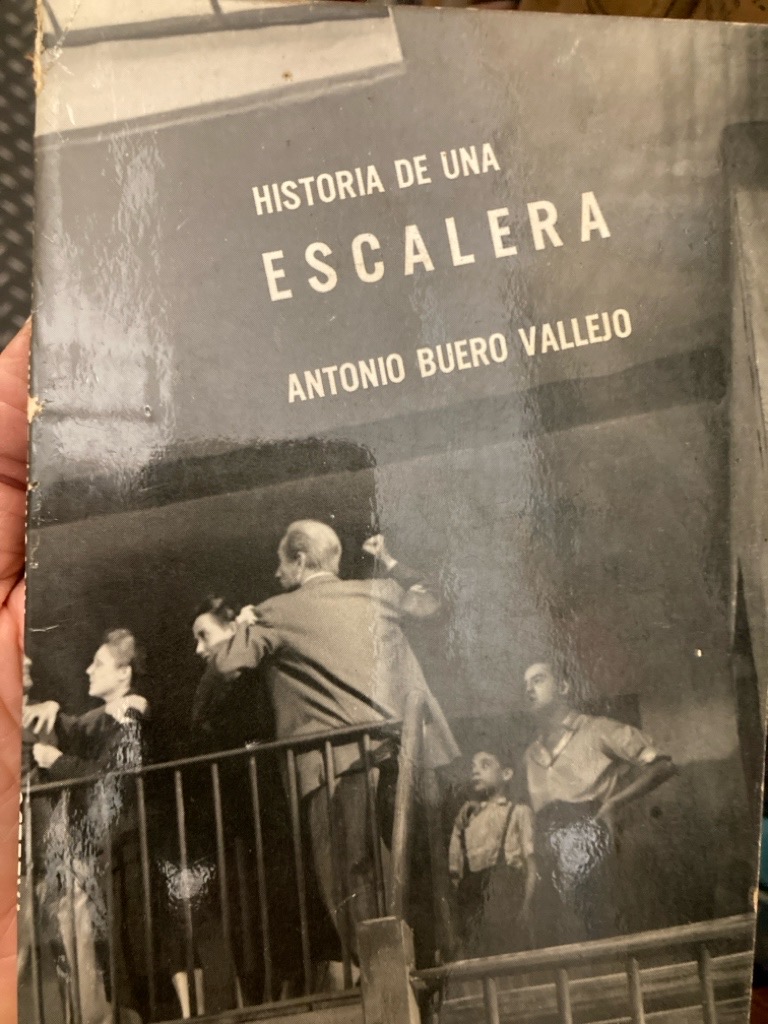 HISTORIA DE UNA
ESCALERA
ANTONIO BUERO VALLEJO